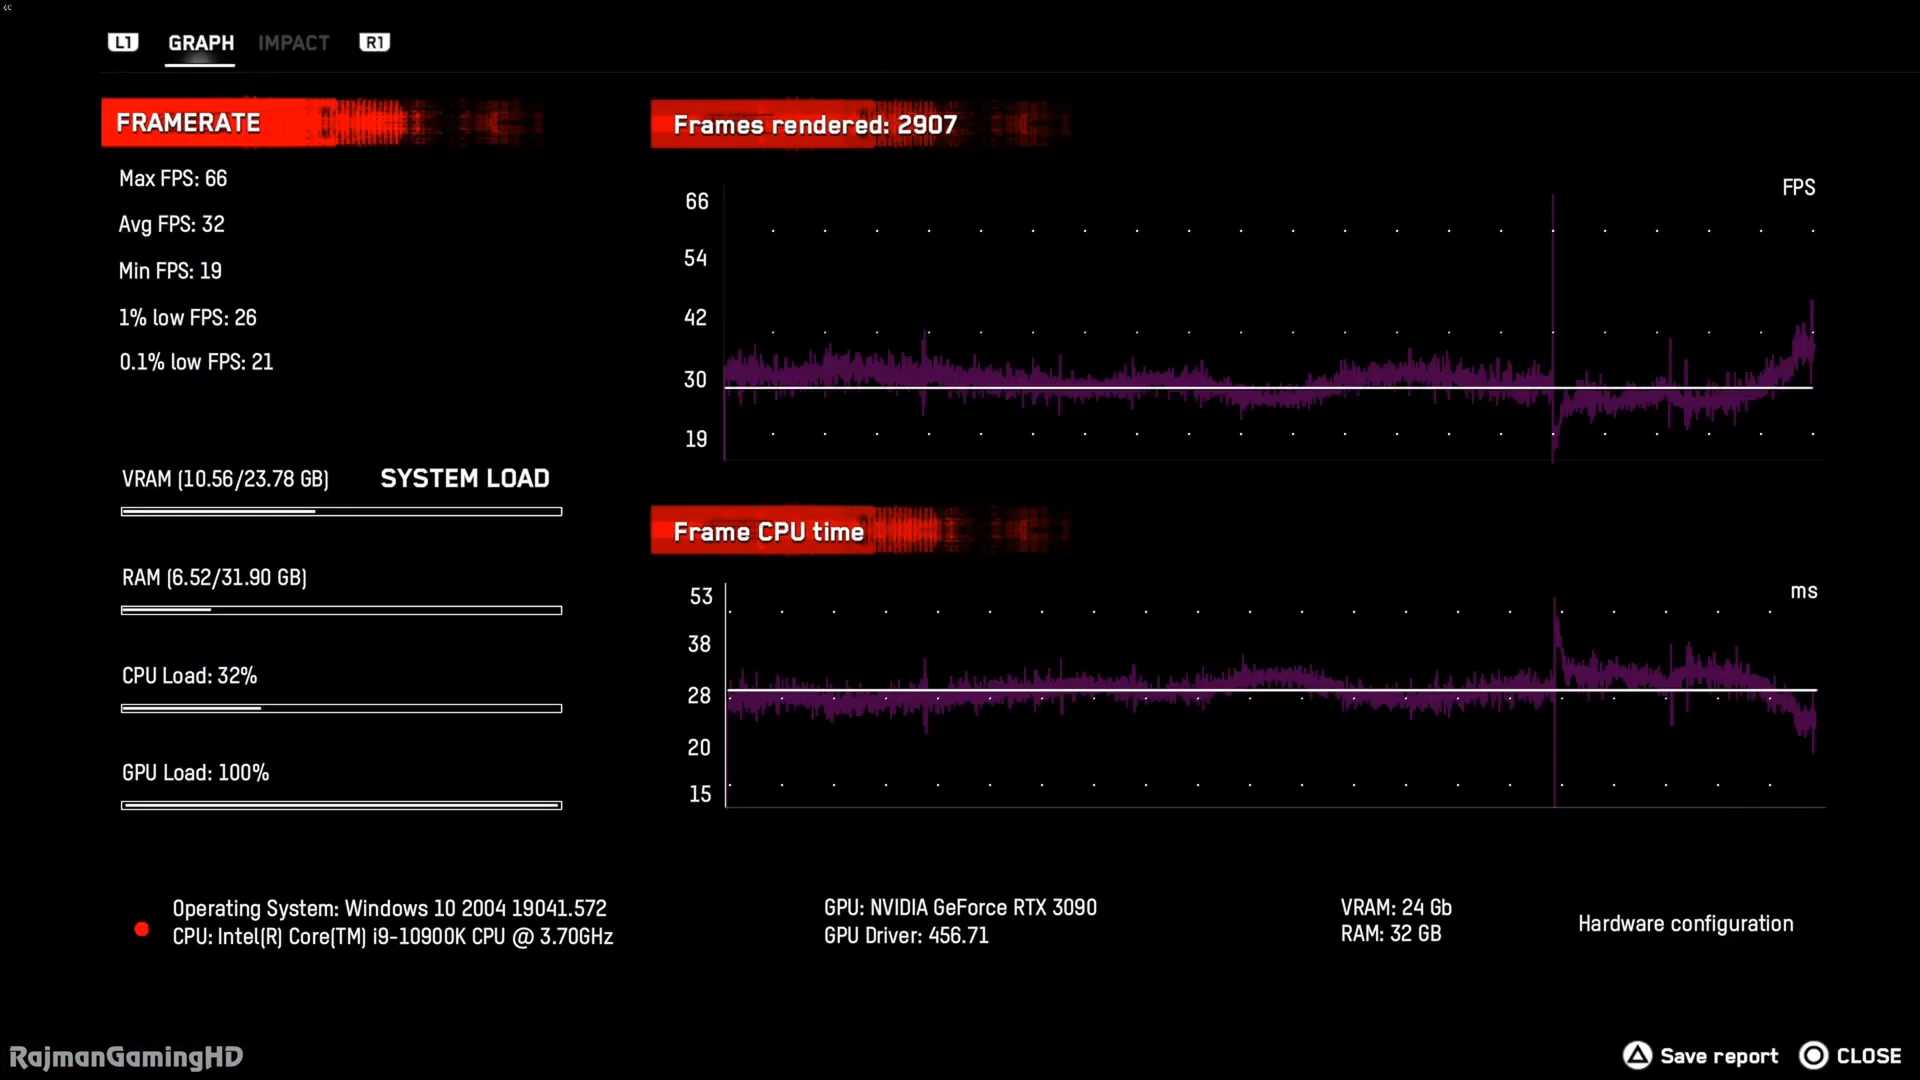 «
L1 GRAPH IMPACT R1
FRAMERATE
Max FPS: 66
Avg FPS: 32
Min FPS: 19
1% low FPS: 26
0.1% low FPS: 21
VRAM (10.56/23.78 GB) SYSTEM LOAD
RAM (6.52/31.90 GB)
CPU Load: 32%
GPU Load: 100%
Frames rendered: 2907
FPS
66
54
42
30
19
Frame CPU time
ms
53
38
28
20
15
Operating System: Windows 10 2004 19041.572
CPU: Intel(R) Core(TM) i9-10900K CPU @ 3.70GHz
GPU: NVIDIA GeForce RTX 3090
GPU Driver: 456.71
VRAM: 24 Gb
RAM: 32 GB
Hardware configuration
RajmanGamingHD
Save report CLOSE